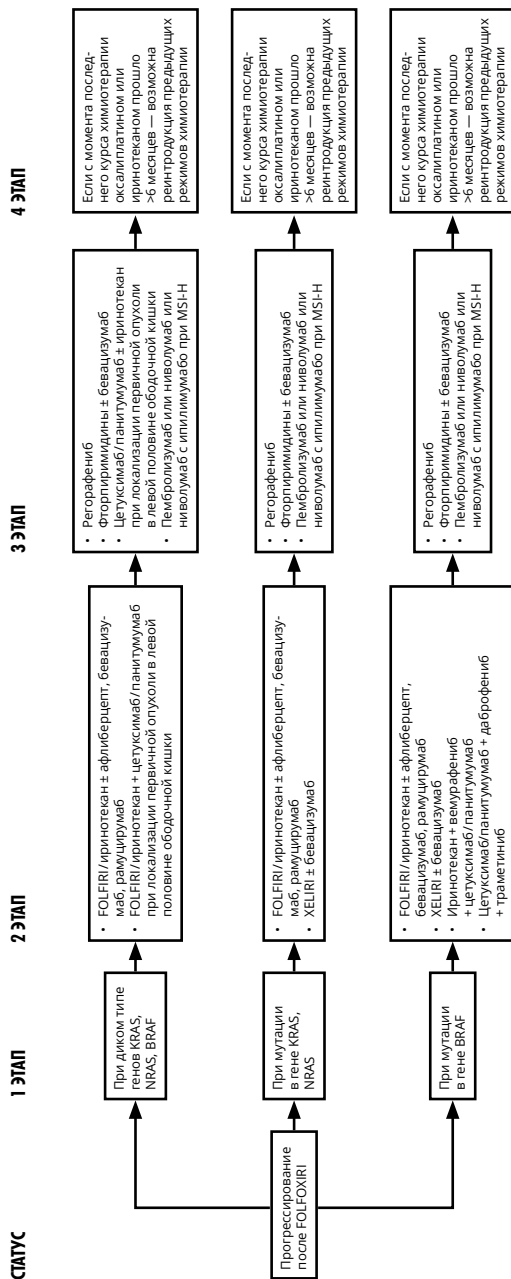 СТАТУС
1 ЭТАП
2 ЭТАП
3 ЭТАП
4 ЭТАП
Прогрессирование
после FOLFOXIRI
При диком типе
генов KRAS,
NRAS, BRAF
• FOLFIRI/иринотекан ± афлиберцепт, бевацизу-
маб, рамуцирумаб
• FOLFIRI/иринотекан + цетуксимаб/панитумумаб
при локализации первичной опухоли в левой
половине ободочной кишки
• Регорафениб
• Фторпиримидины ± бевацизумаб
• Цетуксимаб/панитумумаб ± иринотекан
при локализации первичной опухоли
в левой половине ободочной кишки
• Пембролизумаб или ниволумаб или
ниволумаб с ипилимумабо при MSI-H
Если с момента послед-
него курса химиотерапии
оксалиплатином или
иринотеканом прошло
>6 месяцев — возможна
реинтродукция предыдущих
режимов химиотерапии
При мутации
в гене KRAS,
NRAS
• FOLFIRI/иринотекан ± афлиберцепт, бевацизу-
маб, рамуцирумаб
• XELIRI ± бевацизумаб
• Регорафениб
• Фторпиримидины ± бевацизумаб
• Пембролизумаб или ниволумаб или
ниволумаб с ипилимумабо при MSI-H
Если с момента послед-
него курса химиотерапии
оксалиплатином или
иринотеканом прошло
>6 месяцев — возможна
реинтродукция предыдущих
режимов химиотерапии
При мутации
в гене BRAF
• FOLFIRI/иринотекан ± афлиберцепт,
бевацизумаб, рамуцирумаб
• XELIRI ± бевацизумаб
• Иринотекан + вемурафениб
+ цетуксимаб/панитумумаб
• Цетуксимаб/панитумумаб + даброфениб
+ траметиниб
• Регорафениб
• Фторпиримидины ± бевацизумаб
• Пембролизумаб или ниволумаб или
ниволумаб с ипилимумабо при MSI-H
Если с момента послед-
него курса химиотерапии
оксалиплатином или
иринотеканом прошло
>6 месяцев — возможна
реинтродукция предыдущих
режимов химиотерапии